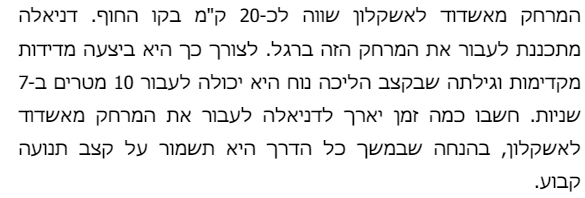 המרחק מאשדוד לאשקלון שווה לכ-20 ק"מ בקו החוף. דניאלה
מתכננת לעבור את המרחק הזה ברגל. לצורך כך היא ביצעה מדידות
מקדימות וגילתה שבקצב הליכה נוח היא יכולה לעבור 10 מטרים ב-7
שניות. חשבו כמה זמן יארך לדניאלה לעבור את המרחק מאשדוד
לאשקלון, בהנחה שבמשך כל הדרך היא תשמור על קצב תנועה
קבוע.